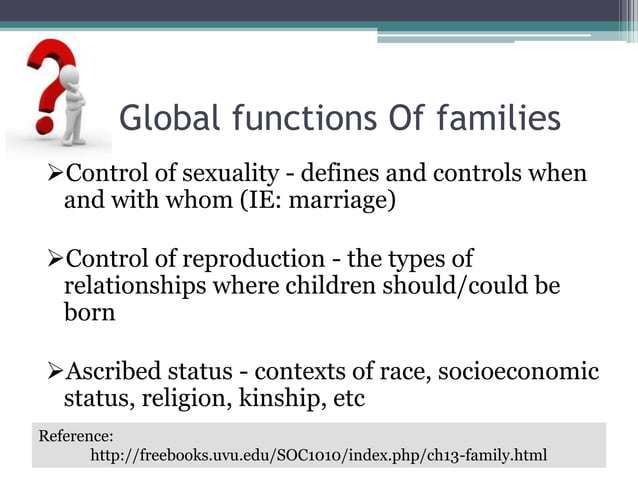 Global functions Of families
➢Control of sexuality - defines and controls when
and with whom (IE: marriage)
➢Control of reproduction - the types of
relationships where children should/could be
born
➢Ascribed status - contexts of race, socioeconomic
status, religion, kinship, etc
Reference:
http://freebooks.uvu.edu/SOC1010/index.php/ch13-family.html